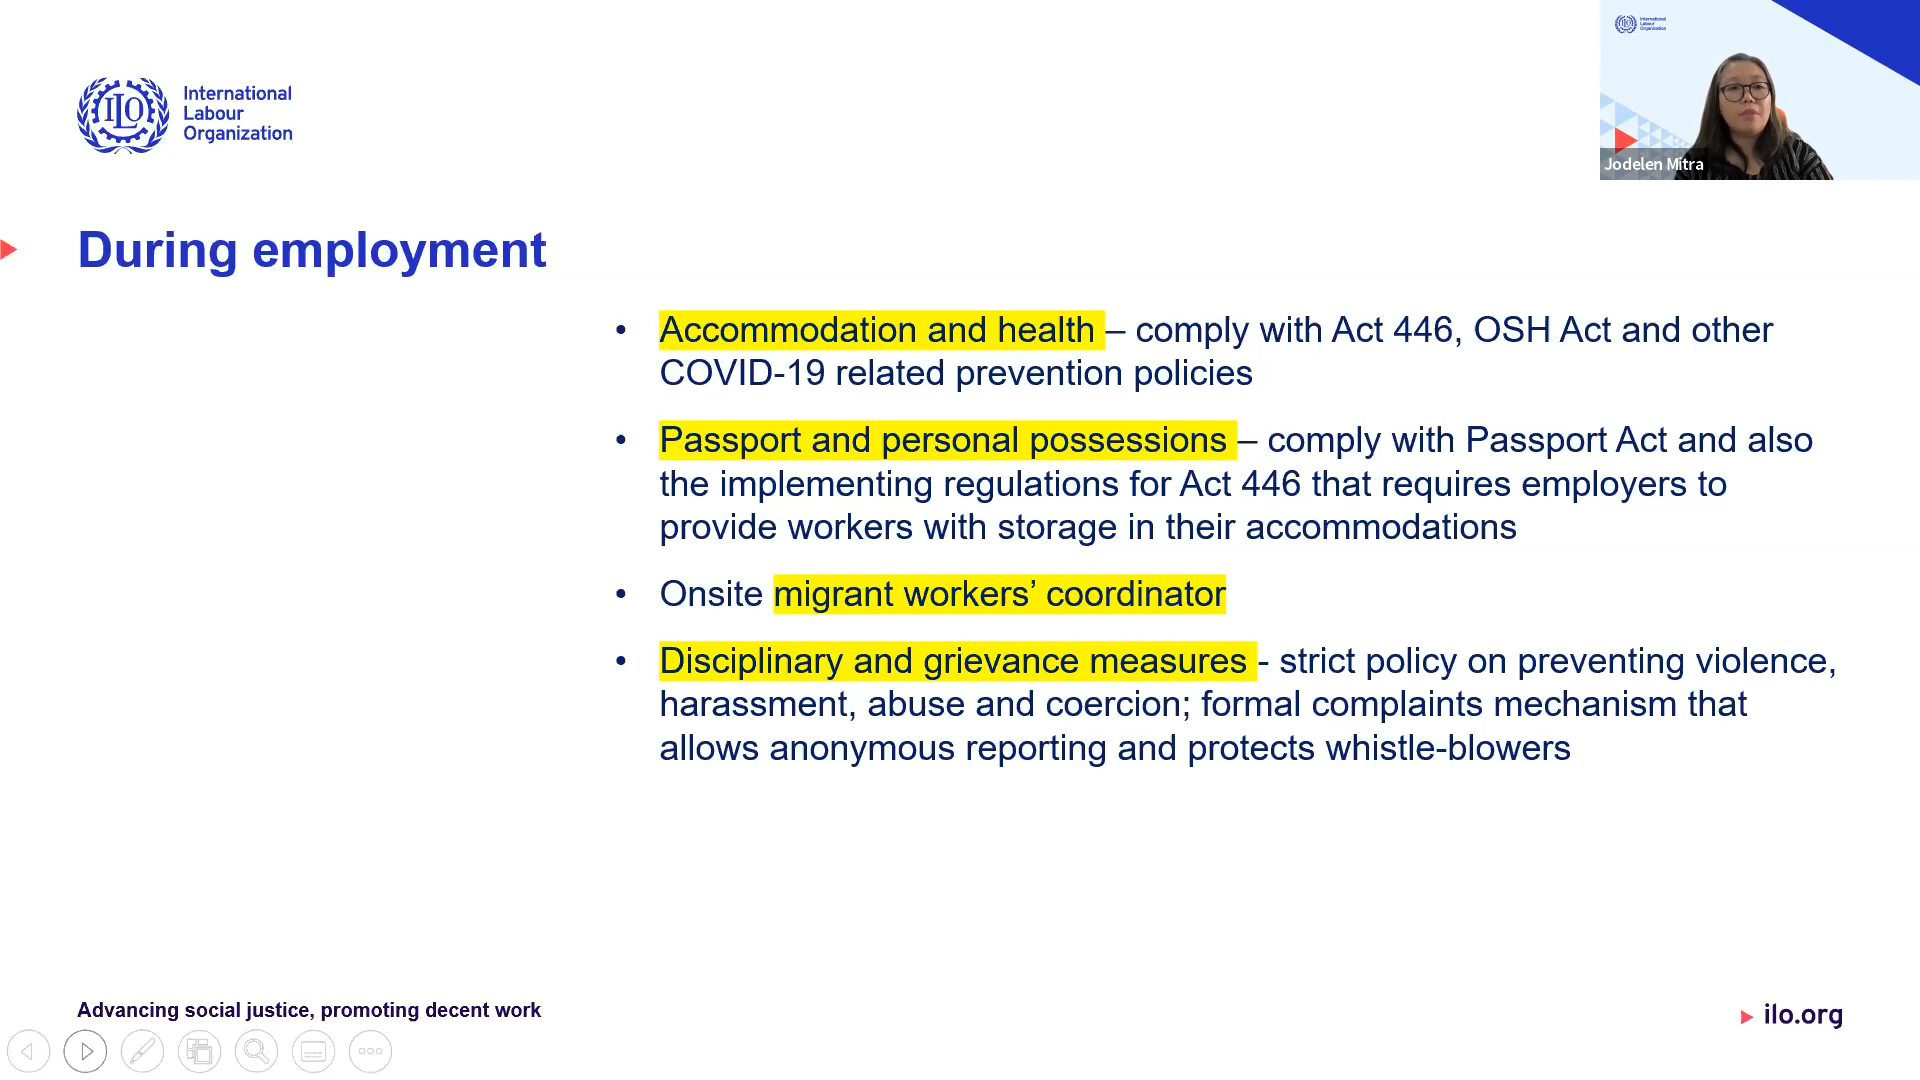 International
Labour
Organization
ILO
International
Labour
Organization
Jodelen Mitra
During employment
• Accommodation and health – comply with Act 446, OSH Act and other
COVID-19 related prevention policies
• Passport and personal possessions – comply with Passport Act and also
the implementing regulations for Act 446 that requires employers to
provide workers with storage in their accommodations
• Onsite migrant workers’ coordinator
• Disciplinary and grievance measures - strict policy on preventing violence,
harassment, abuse and coercion; formal complaints mechanism that
allows anonymous reporting and protects whistle-blowers
Advancing social justice, promoting decent work
ilo.org